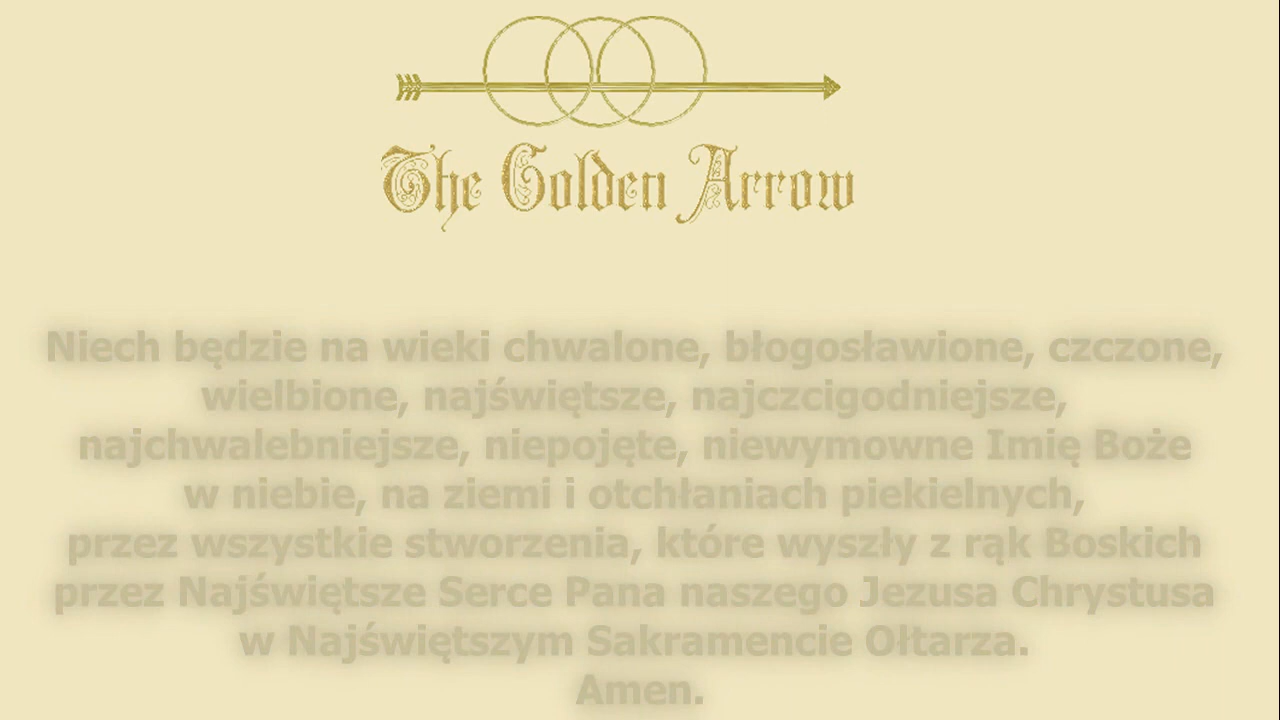 The Golden Arrow
Niech będzie na wieki chwalone, błogosławione, czczone,
wielbione, najświętsze, najczcigodniejsze,
najchwalebniejsze, niepojęte, niewymowne Imię Boże
w niebie, na ziemi i otchłaniach piekielnych,
przez wszystkie stworzenia, które wyszły z rąk Boskich
przez Najświętsze Serce Pana naszego Jezusa Chrystusa
w Najświętszym Sakramencie Ołtarza.
Amen.